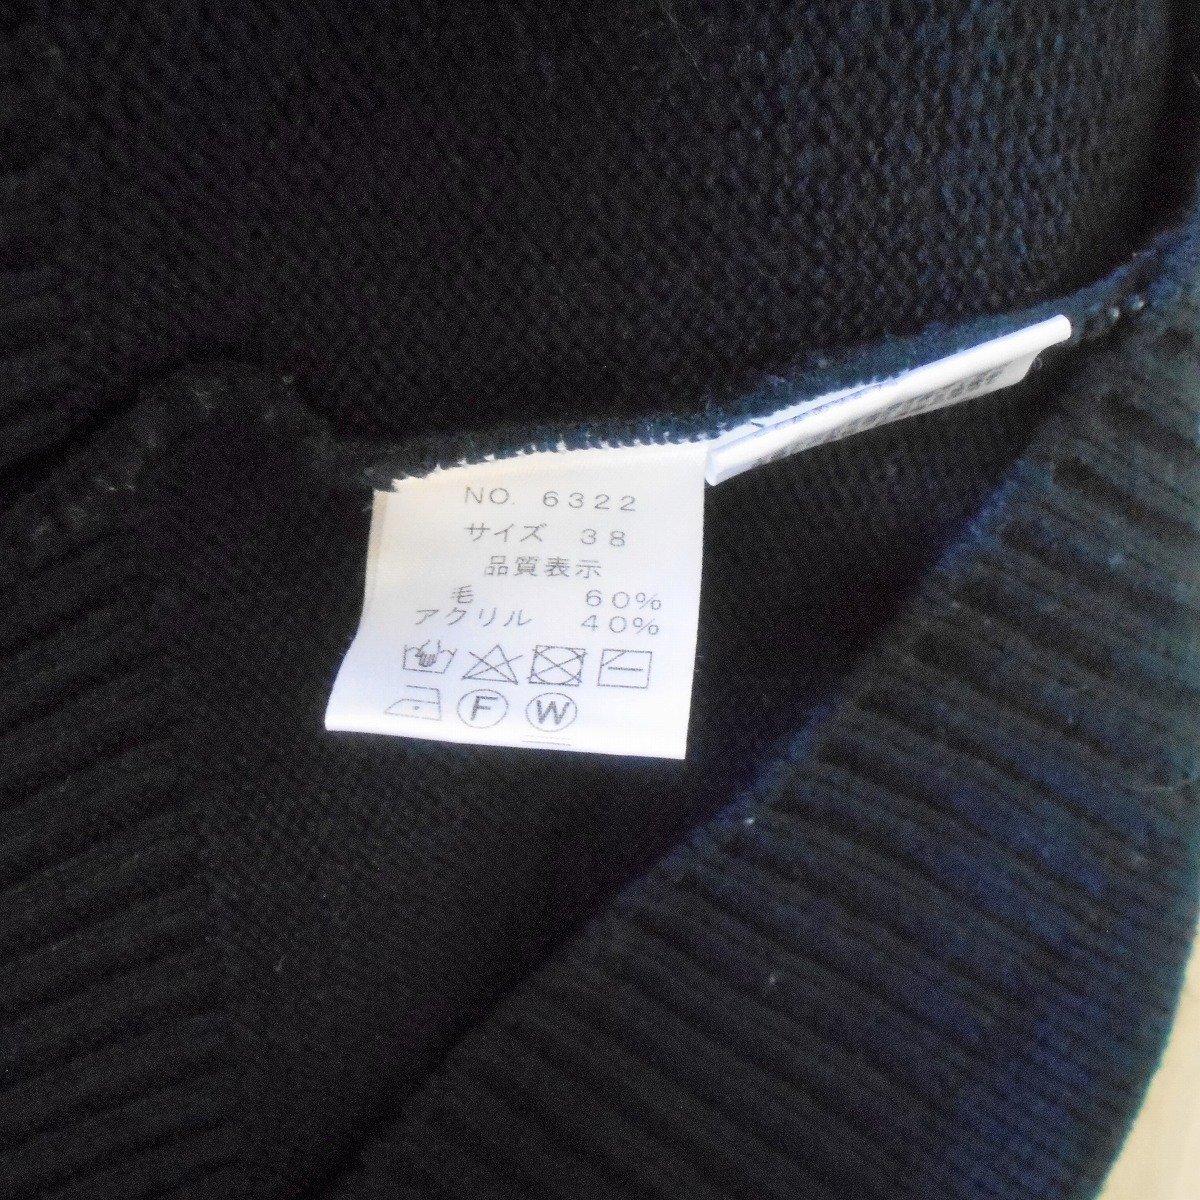 NO. 6322
サイズ 38
品質表示
毛 60%
アクリル 40%
F W